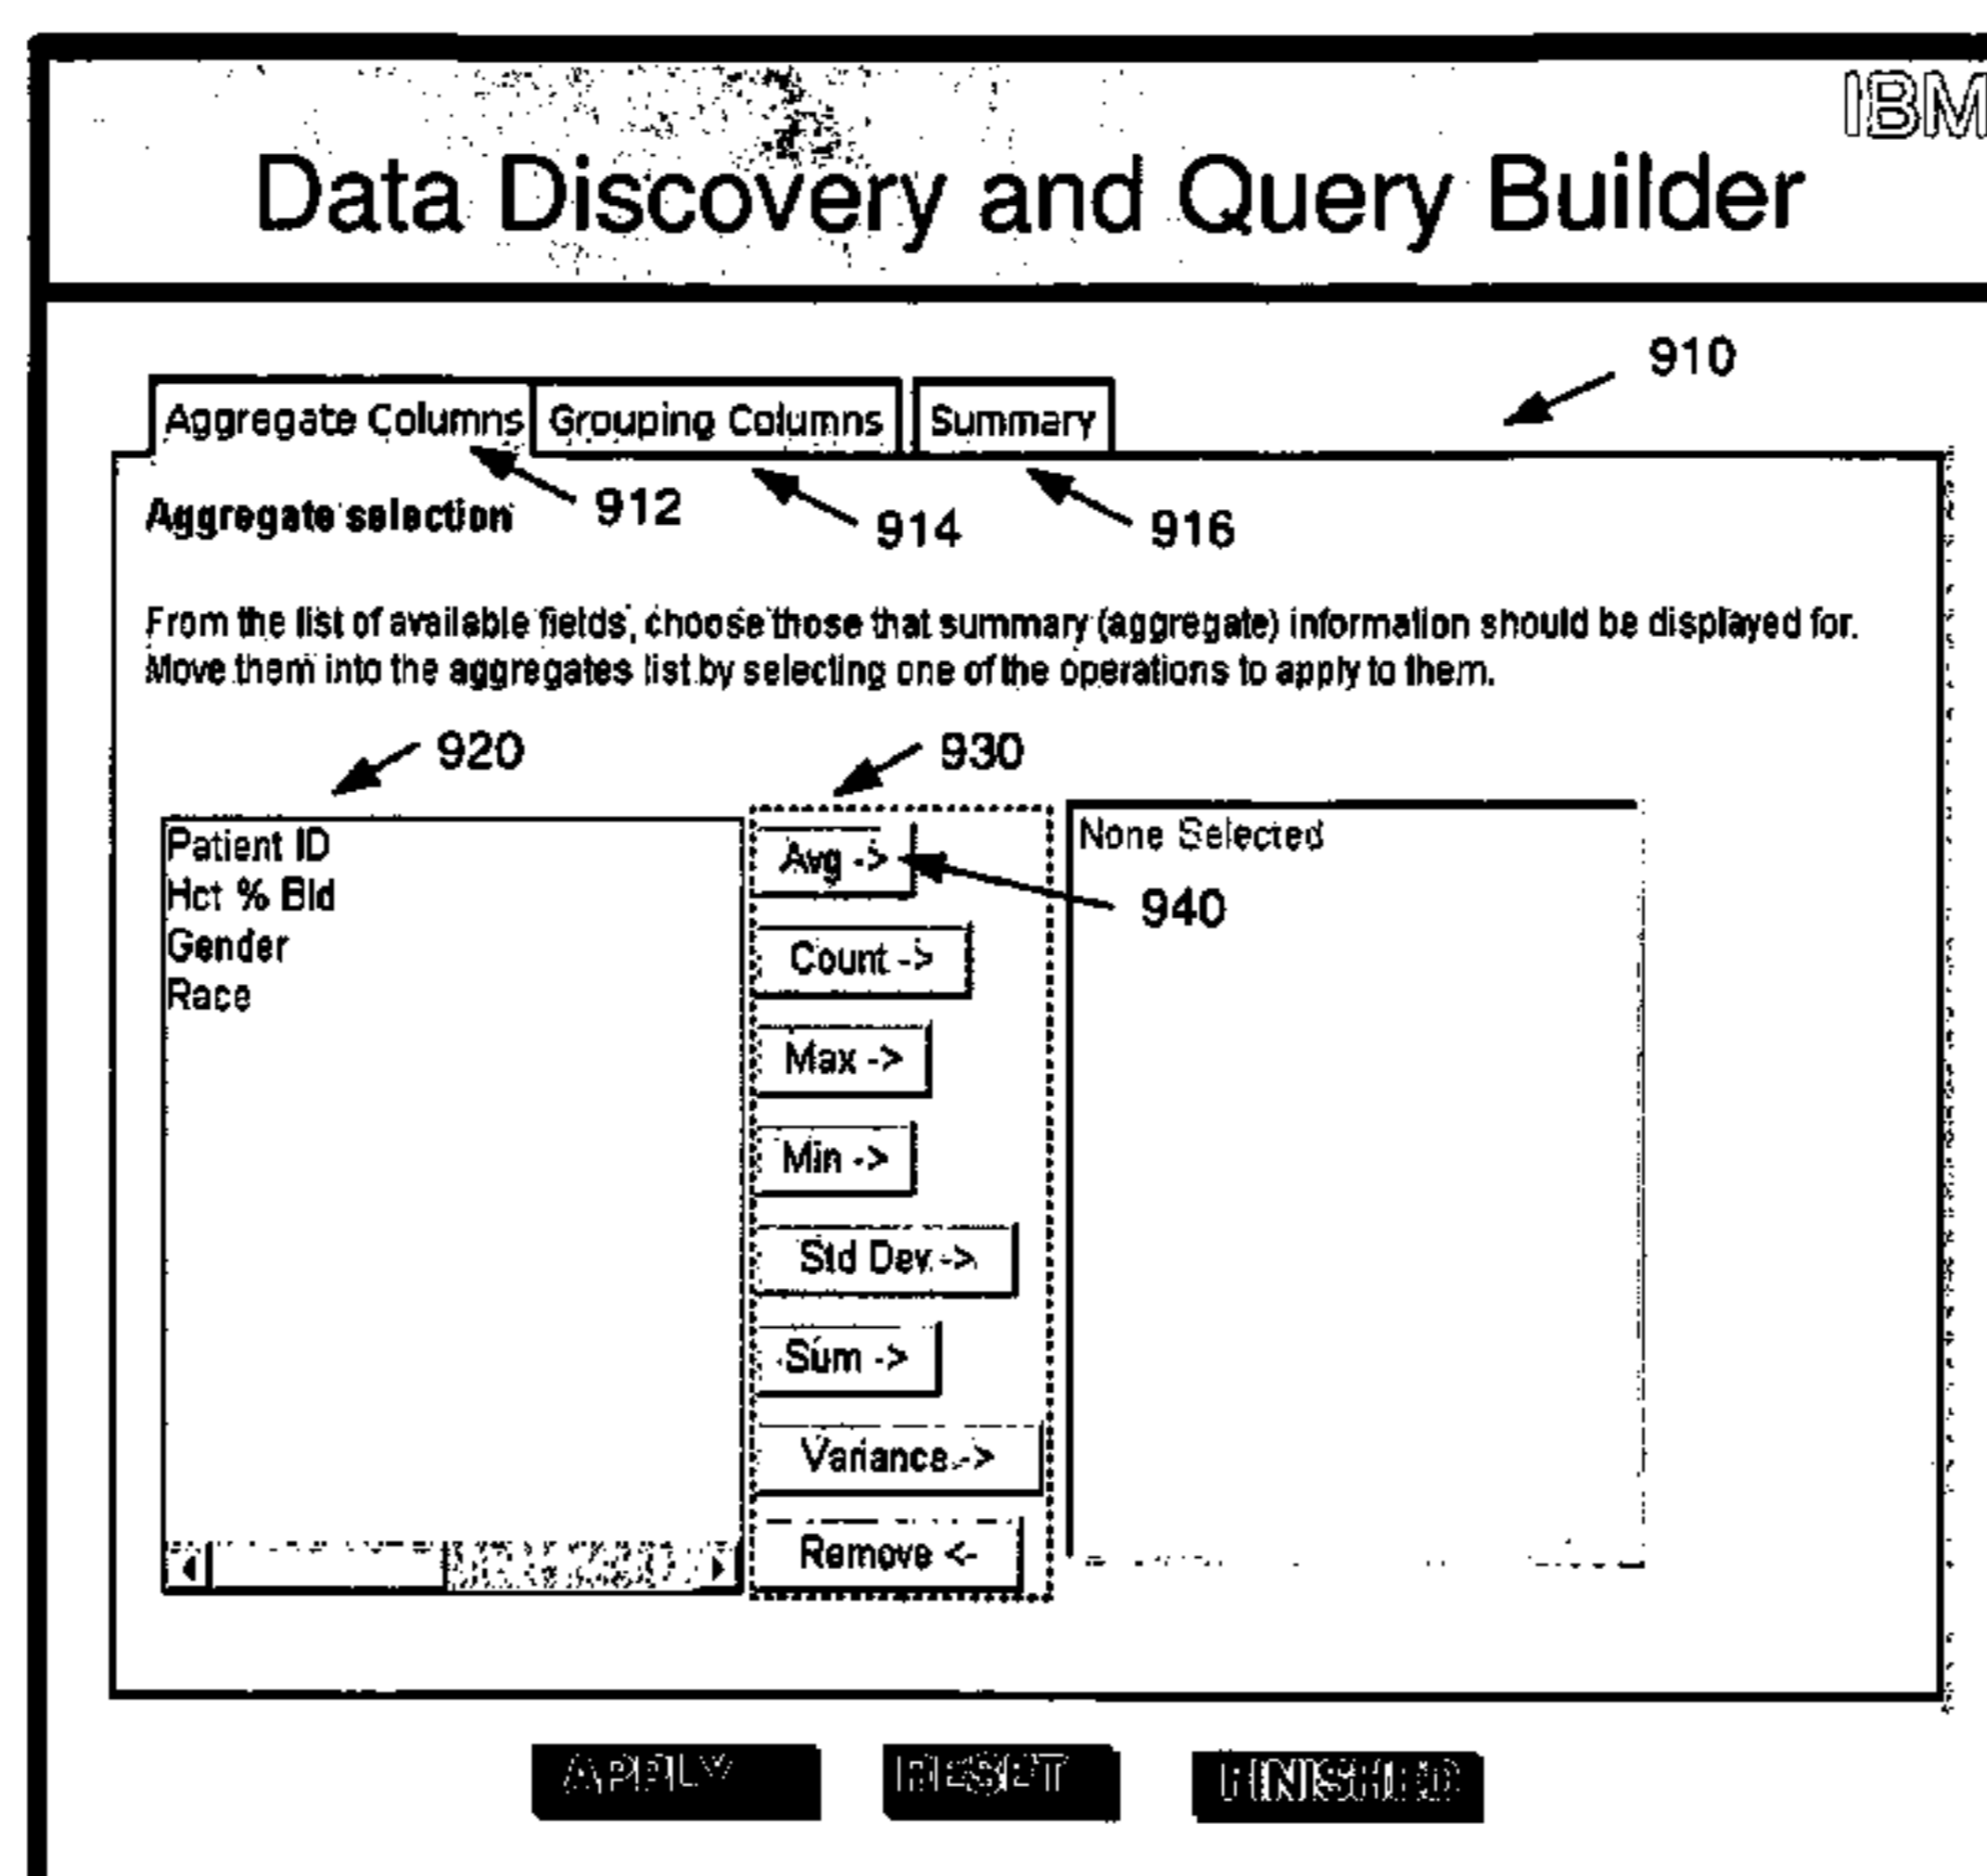 IBM
Data Discovery and Query Builder
910
Aggregate Columns Grouping Columns Summary
912
914
916
Aggregate selection
From the list of available fields, choose those that summary (aggregate) information should be displayed for.
Move them into the aggregates list by selecting one of the operations to apply to them.
920
930
Patient ID
Hct % Bld
Gender
Race
Avg ->
Count ->
Max ->
Min ->
Std Dev ->
Sum ->
Variance ->
Remove <-
None Selected
940
APPLY RESET FINISHED